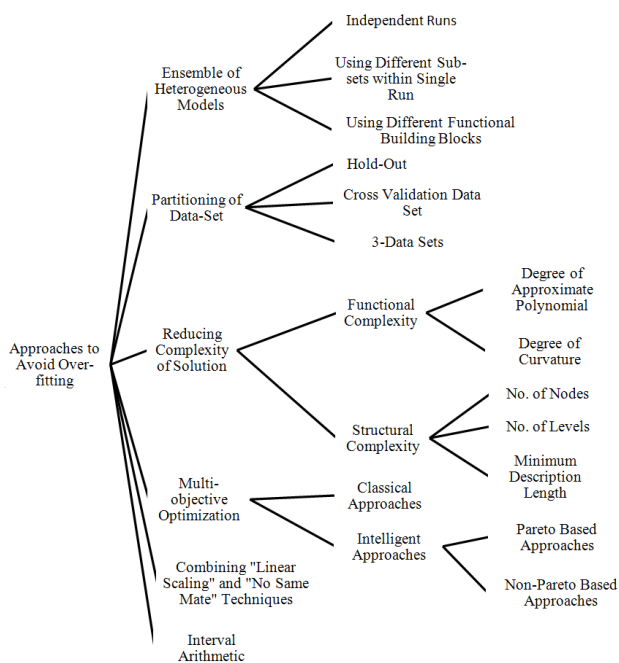 Independent Runs
Ensemble of
Heterogeneous
Models
Using Different Sub-
sets within Single
Run
Using Different Functional
Building Blocks
Hold-Out
Partitioning of
Data-Set
Cross Validation Data
Set
3-Data Sets
Approaches to
Avoid Over-
fitting
Reducing
Complexity
of Solution
Functional
Complexity
Degree of
Approximate
Polynomial
Degree of
Curvature
Structural
Complexity
No. of Nodes
No. of Levels
Minimum
Description
Length
Multi-
objective
Optimization
Classical
Approaches
Intelligent
Approaches
Pareto Based
Approaches
Non-Pareto Based
Approaches
Combining "Linear
Scaling" and "No Same
Mate" Techniques
Interval
Arithmetic